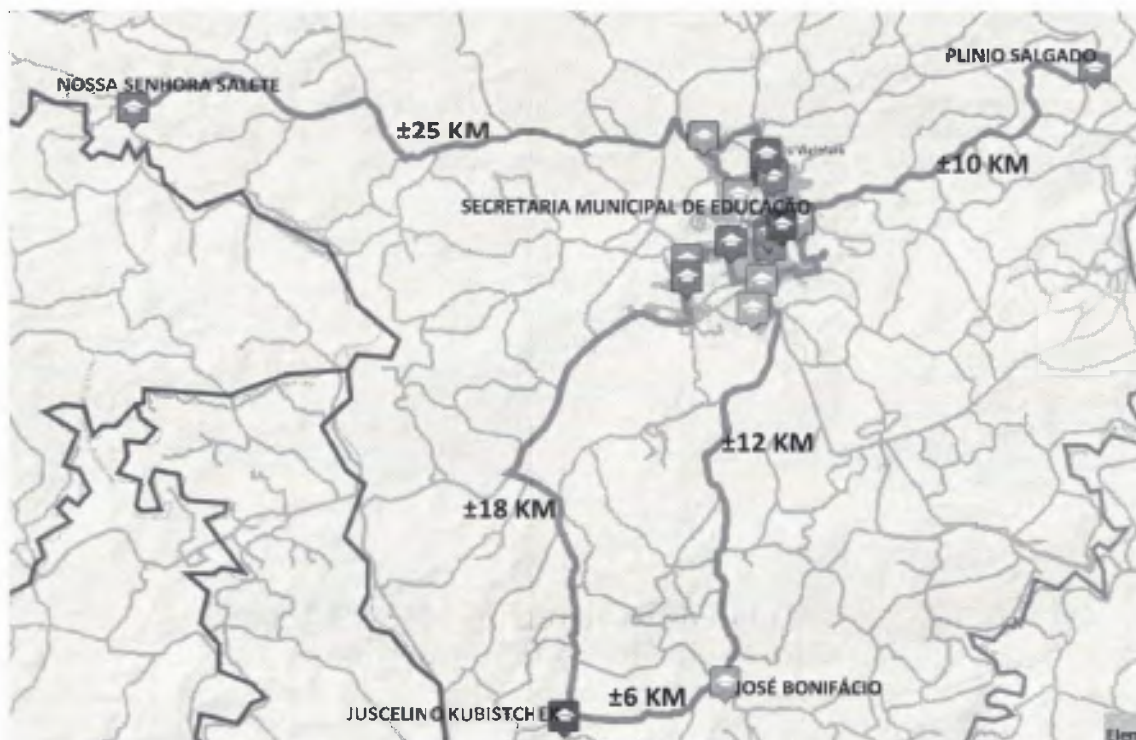 PLINIO SALGADO
NOSSA SENHORA SALETE
±25 KM
±10 KM
SECRETARIA MUNICIPAL DE EDUCAÇÃO
±12 KM
±18 KM
±6 KM
JOSÉ BONIFÁCIO
JUSCELINO KUBISTCHEK